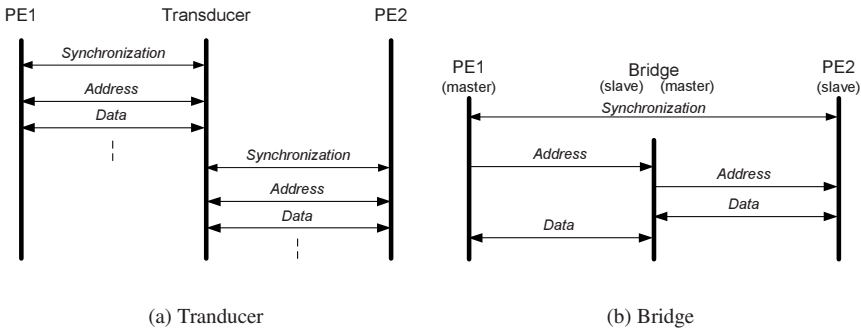 PE1 Transducer PE2
Synchronization
Address
Data
Synchronization
Address
Data
(a) Tranducer
PE1 Bridge PE2
(master) (slave) (master) (slave)
Synchronization
Address
Address
Data
Data
(b) Bridge